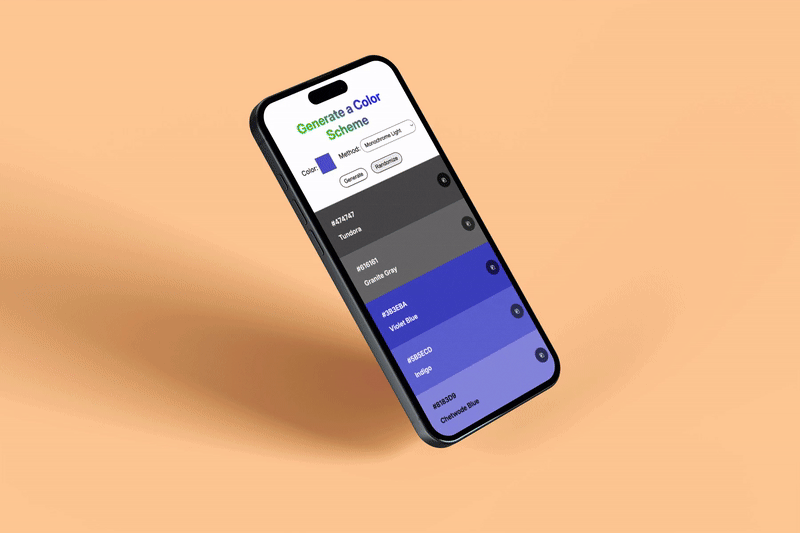 Generate a Color
Scheme
Color:
Method: Monochrome Light
Generate Randomize
#474747
Tundora
#616161
Granite Gray
#3B3EBA
Violet Blue
#5B5ECD
Indigo
#8183D9
Chetwode Blue